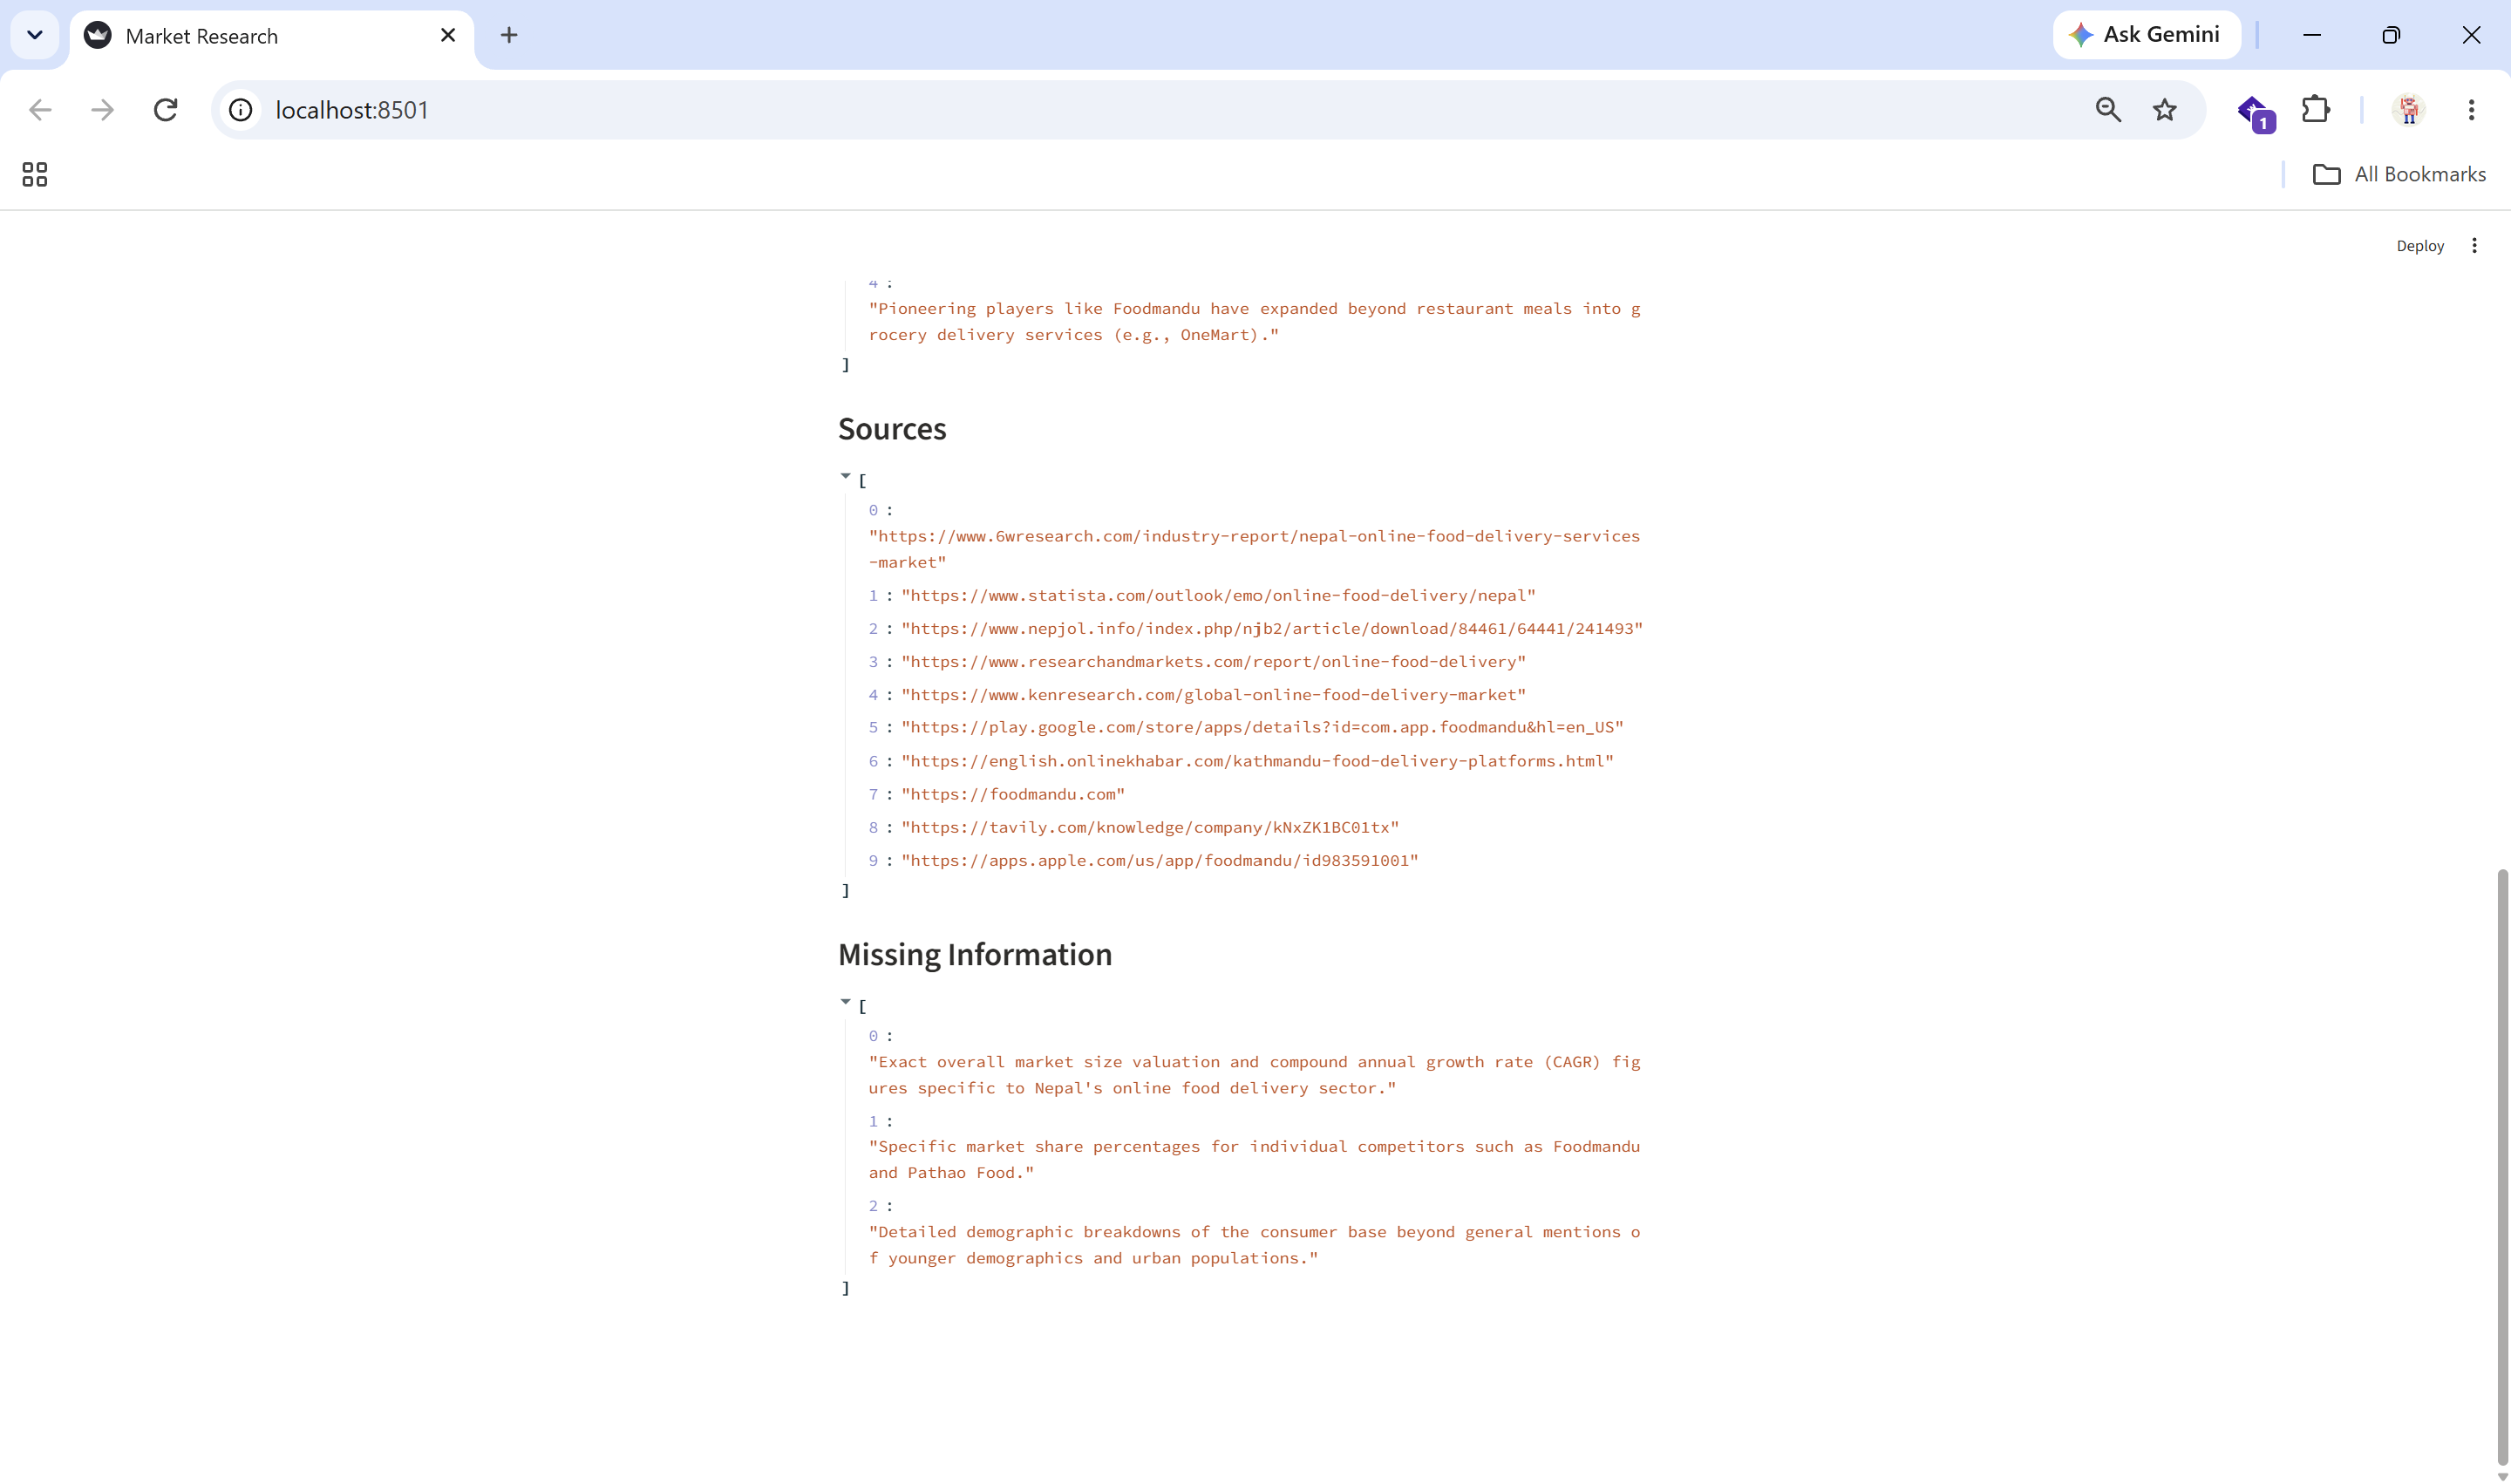 Market Research
Ask Gemini
localhost:8501
1
All Bookmarks
Deploy
4 :
"Pioneering players like Foodmandu have expanded beyond restaurant meals into g
rocery delivery services (e.g., OneMart)."
]
Sources
[
0 :
"https://www.6wresearch.com/industry-report/nepal-online-food-delivery-services
-market"
1 : "https://www.statista.com/outlook/emo/online-food-delivery/nepal"
2 : "https://www.nepjol.info/index.php/njb2/article/download/84461/64441/241493"
3 : "https://www.researchandmarkets.com/report/online-food-delivery"
4 : "https://www.kenresearch.com/global-online-food-delivery-market"
5 : "https://play.google.com/store/apps/details?id=com.app.foodmandu&hl=en_US"
6 : "https://english.onlinekhabar.com/kathmandu-food-delivery-platforms.html"
7 : "https://foodmandu.com"
8 : "https://tavily.com/knowledge/company/kNxZK1BC01tx"
9 : "https://apps.apple.com/us/app/foodmandu/id983591001"
]
Missing Information
[
0 :
"Exact overall market size valuation and compound annual growth rate (CAGR) fig
ures specific to Nepal's online food delivery sector."
1 :
"Specific market share percentages for individual competitors such as Foodmandu
and Pathao Food."
2 :
"Detailed demographic breakdowns of the consumer base beyond general mentions o
f younger demographics and urban populations."
]